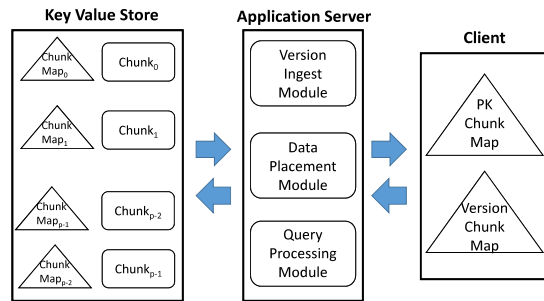 Key Value Store
Chunk
Map0
Chunk0
Chunk
Map1
Chunk1
Chunk
Mapp-1
Chunkp-2
Chunk
Mapp-2
Chunkp-1
Application Server
Version
Ingest
Module
Data
Placement
Module
Query
Processing
Module
Client
PK
Chunk
Map
Version
Chunk
Map